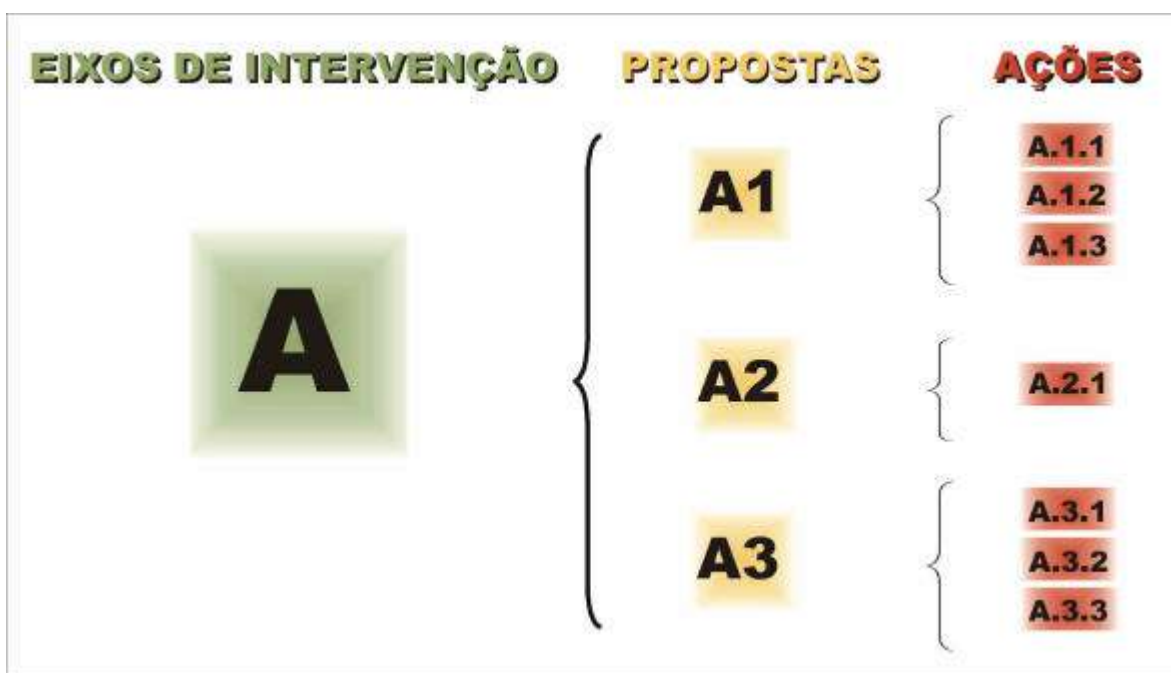 EIXOS DE INTERVENÇÃO PROPOSTAS AÇÕES
A
A1
A.1.1
A.1.2
A.1.3
A2
A.2.1
A3
A.3.1
A.3.2
A.3.3